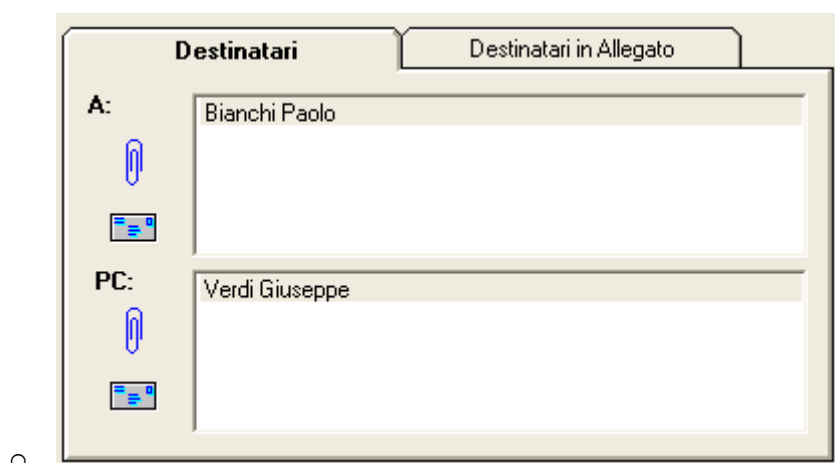 Destinatari
Destinatari in Allegato
A:
Bianchi Paolo
PC:
Verdi Giuseppe